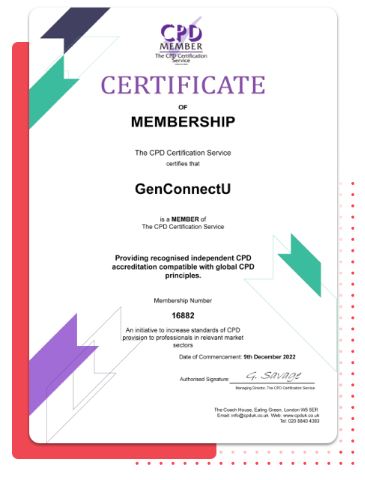 CPD
MEMBER
The CPD Certification
Service
CERTIFICATE
OF
MEMBERSHIP
The CPD Certification Service
certifies that
GenConnectU
is a MEMBER of
The CPD Certification Service
Providing recognised independent CPD
accreditation compatible with global CPD
principles.
Membership Number
16882
An initiative to increase standards of CPD
provision to professionals in relevant market
sectors
Date of Commencement: 9th December 2022
Authorised Signature: G. Savage
Managing Director, The CPD Certification Service
The Coach House, Ealing Green, London W5 5ER
Email: info@cpduk.co.uk Web: www.cpduk.co.uk
Tel: 020 8840 4383